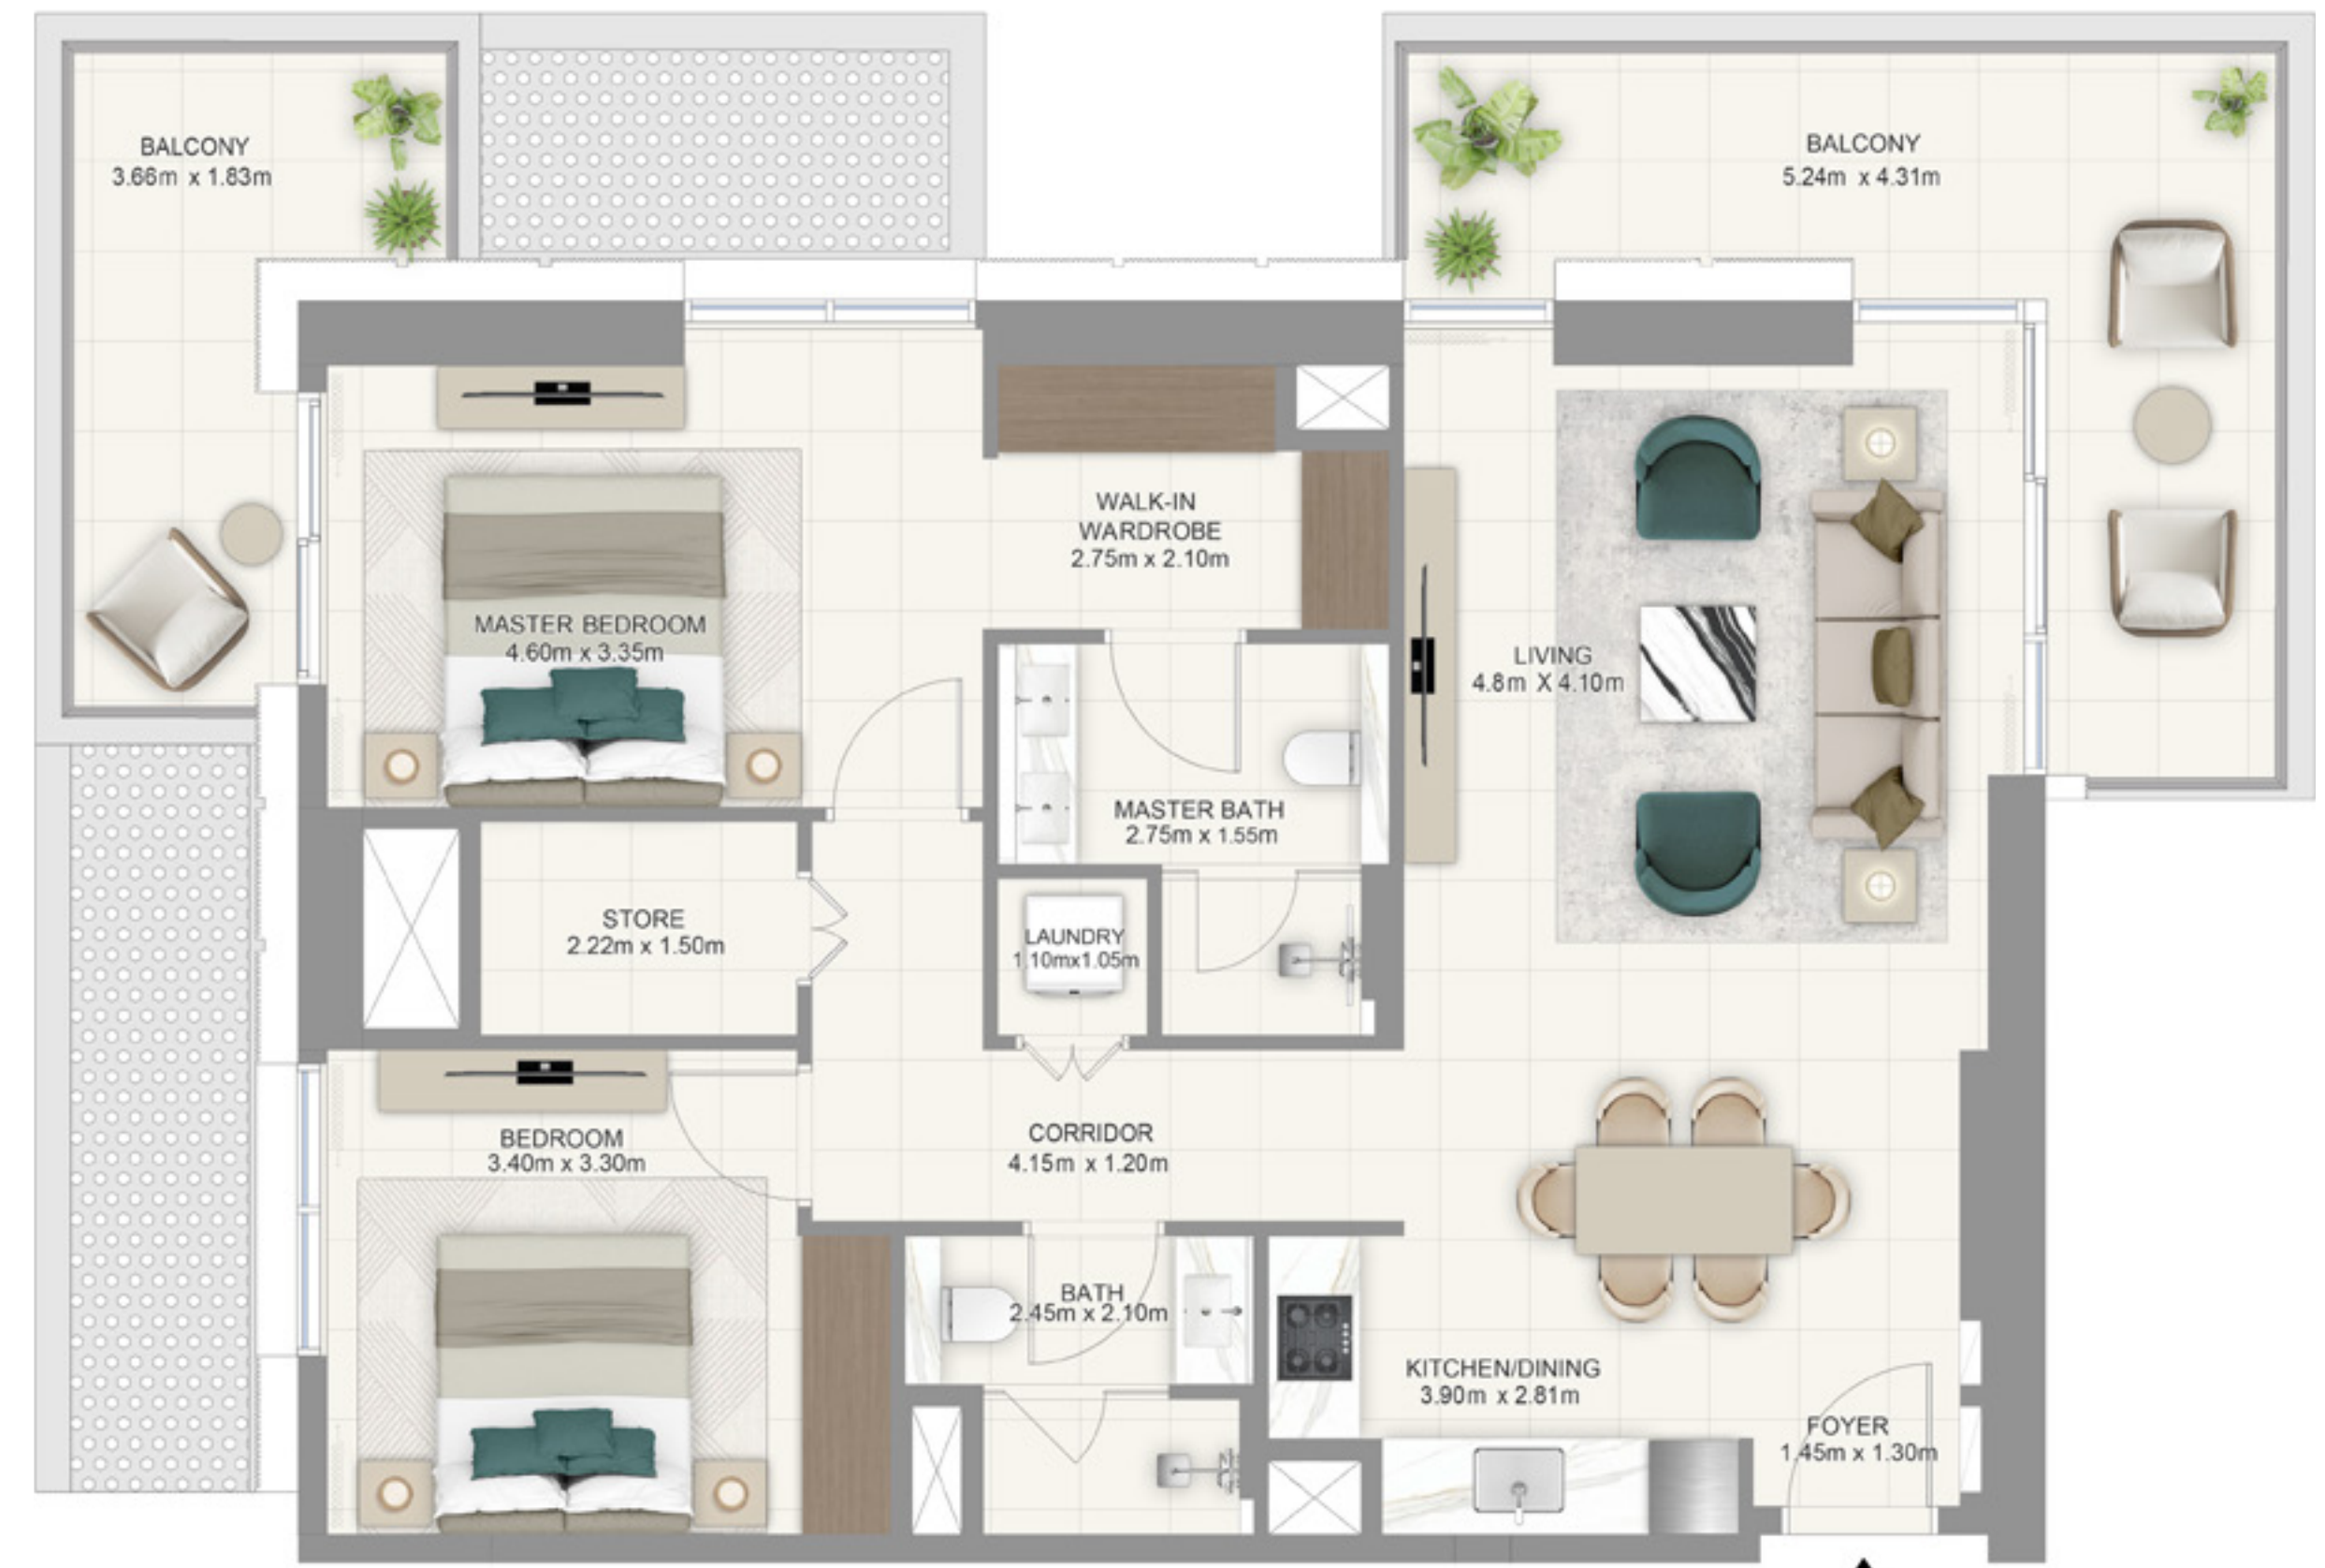 BALCONY
3.66m x 1.83m
BALCONY
5.24m x 4.31m
WALK-IN
WARDROBE
2.75m x 2.10m
MASTER BEDROOM
4.60m x 3.35m
LIVING
4.8m X 4.10m
MASTER BATH
2.75m x 1.55m
STORE
2.22m x 1.50m
LAUNDRY
1.10mx1.05m
BEDROOM
3.40m x 3.30m
CORRIDOR
4.15m x 1.20m
BATH
2.45m x 2.10m
KITCHEN/DINING
3.90m x 2.81m
FOYER
1.45m x 1.30m